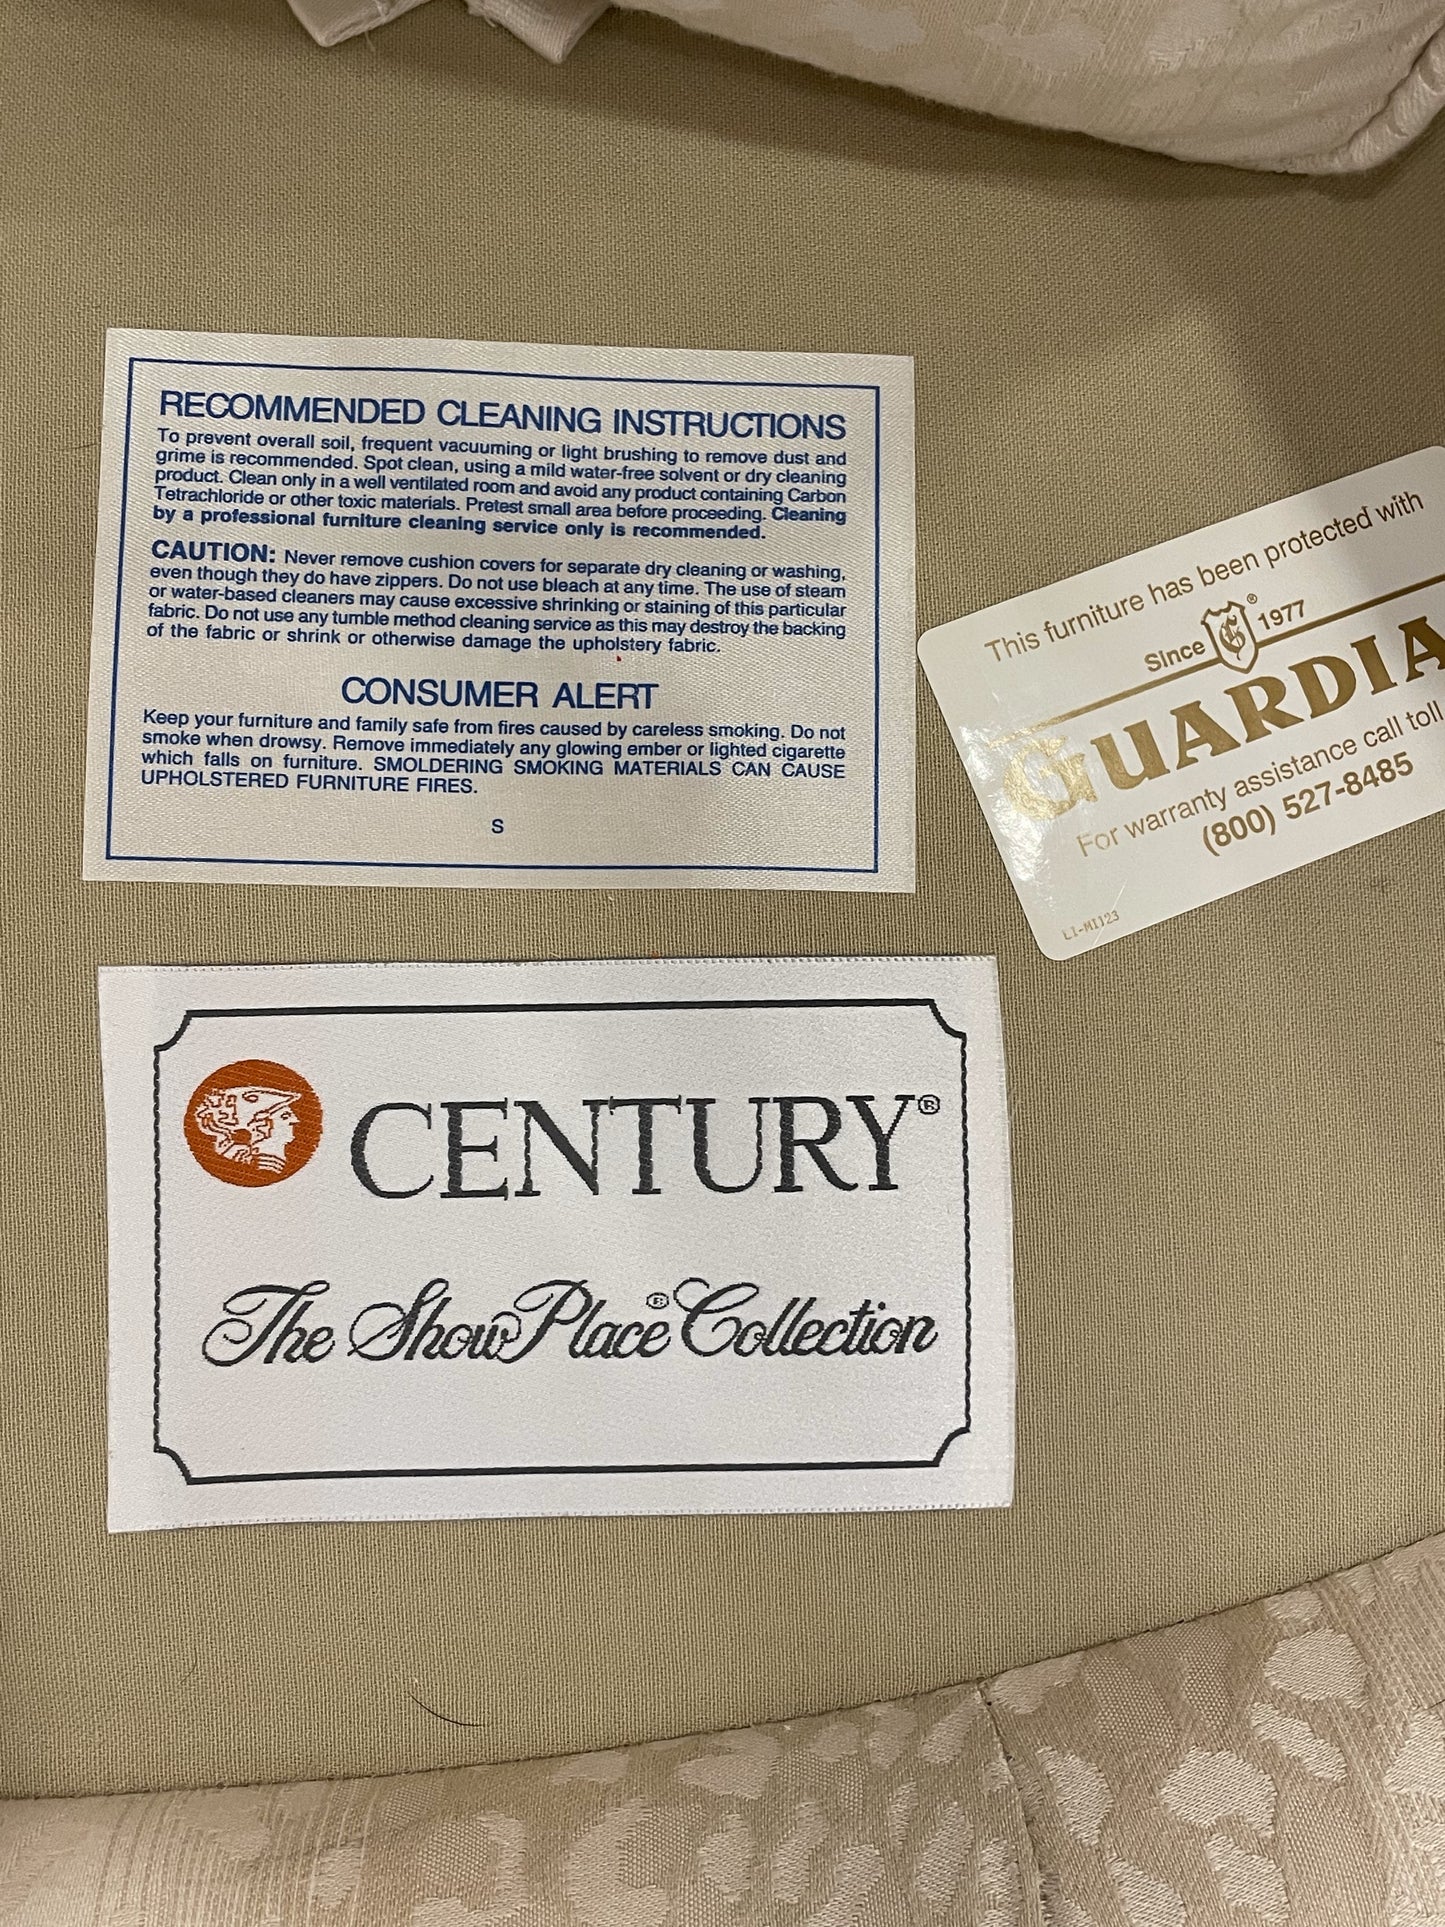 RECOMMENDED CLEANING INSTRUCTIONS
To prevent overall soil, frequent vacuuming or light brushing to remove dust and
grime is recommended. Spot clean, using a mild water-free solvent or dry cleaning
product. Clean only in a well ventilated room and avoid any product containing Carbon
Tetrachloride or other toxic materials. Pretest small area before proceeding. Cleaning
by a professional furniture cleaning service only is recommended.
CAUTION: Never remove cushion covers for separate dry cleaning or washing,
even though they do have zippers. Do not use bleach at any time. The use of steam
or water-based cleaners may cause excessive shrinking or staining of this particular
fabric. Do not use any tumble method cleaning service as this may destroy the backing
of the fabric or shrink or otherwise damage the upholstery fabric.
CONSUMER ALERT
Keep your furniture and family safe from fires caused by careless smoking. Do not
smoke when drowsy. Remove immediately any glowing ember or lighted cigarette
which falls on furniture. SMOLDERING SMOKING MATERIALS CAN CAUSE
UPHOLSTERED FURNITURE FIRES.
S
This furniture has been protected with
Since ® 1977
GUARDIA
For warranty assistance call toll
(800) 527-8485
L1-M1123
CENTURY®
The ShowPlace® Collection